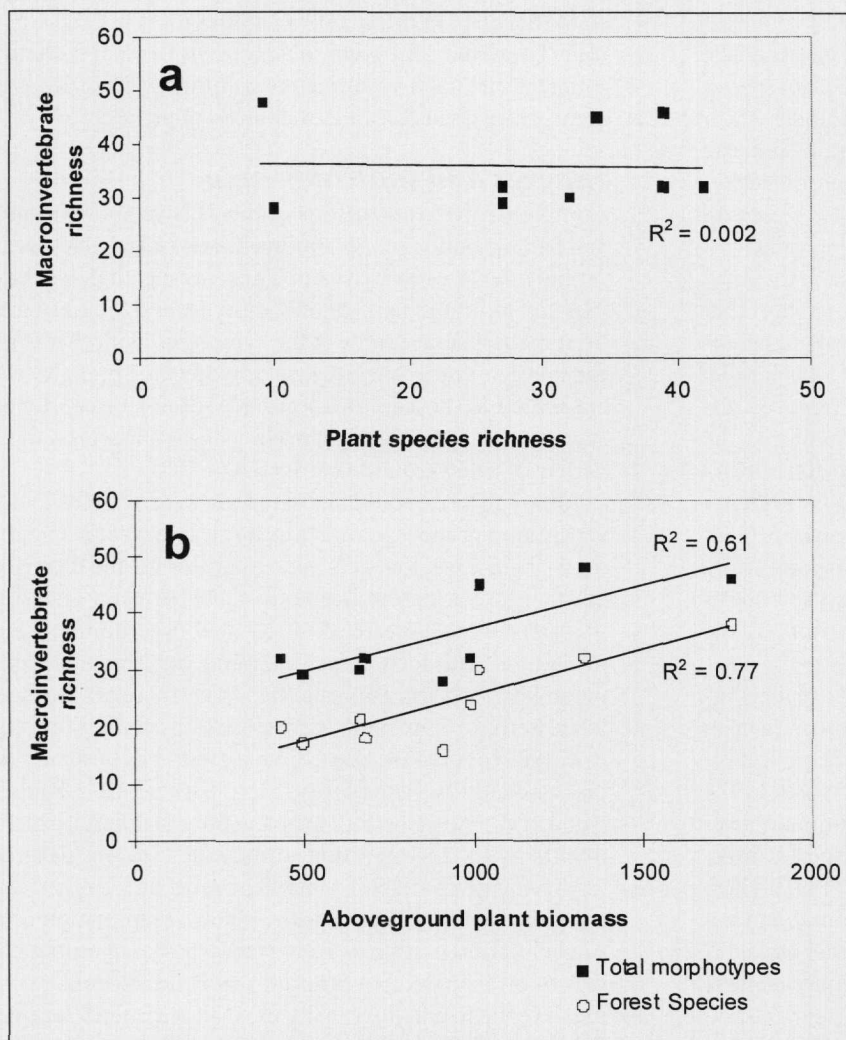 a
60
50
40
30
20
10
0
Macroinvertebrate
richness
R² = 0.002
0 10 20 30 40 50
Plant species richness
b
60
50
40
30
20
10
0
Macroinvertebrate
richness
R² = 0.61
R² = 0.77
0 500 1000 1500 2000
Aboveground plant biomass
Total morphotypes
Forest Species